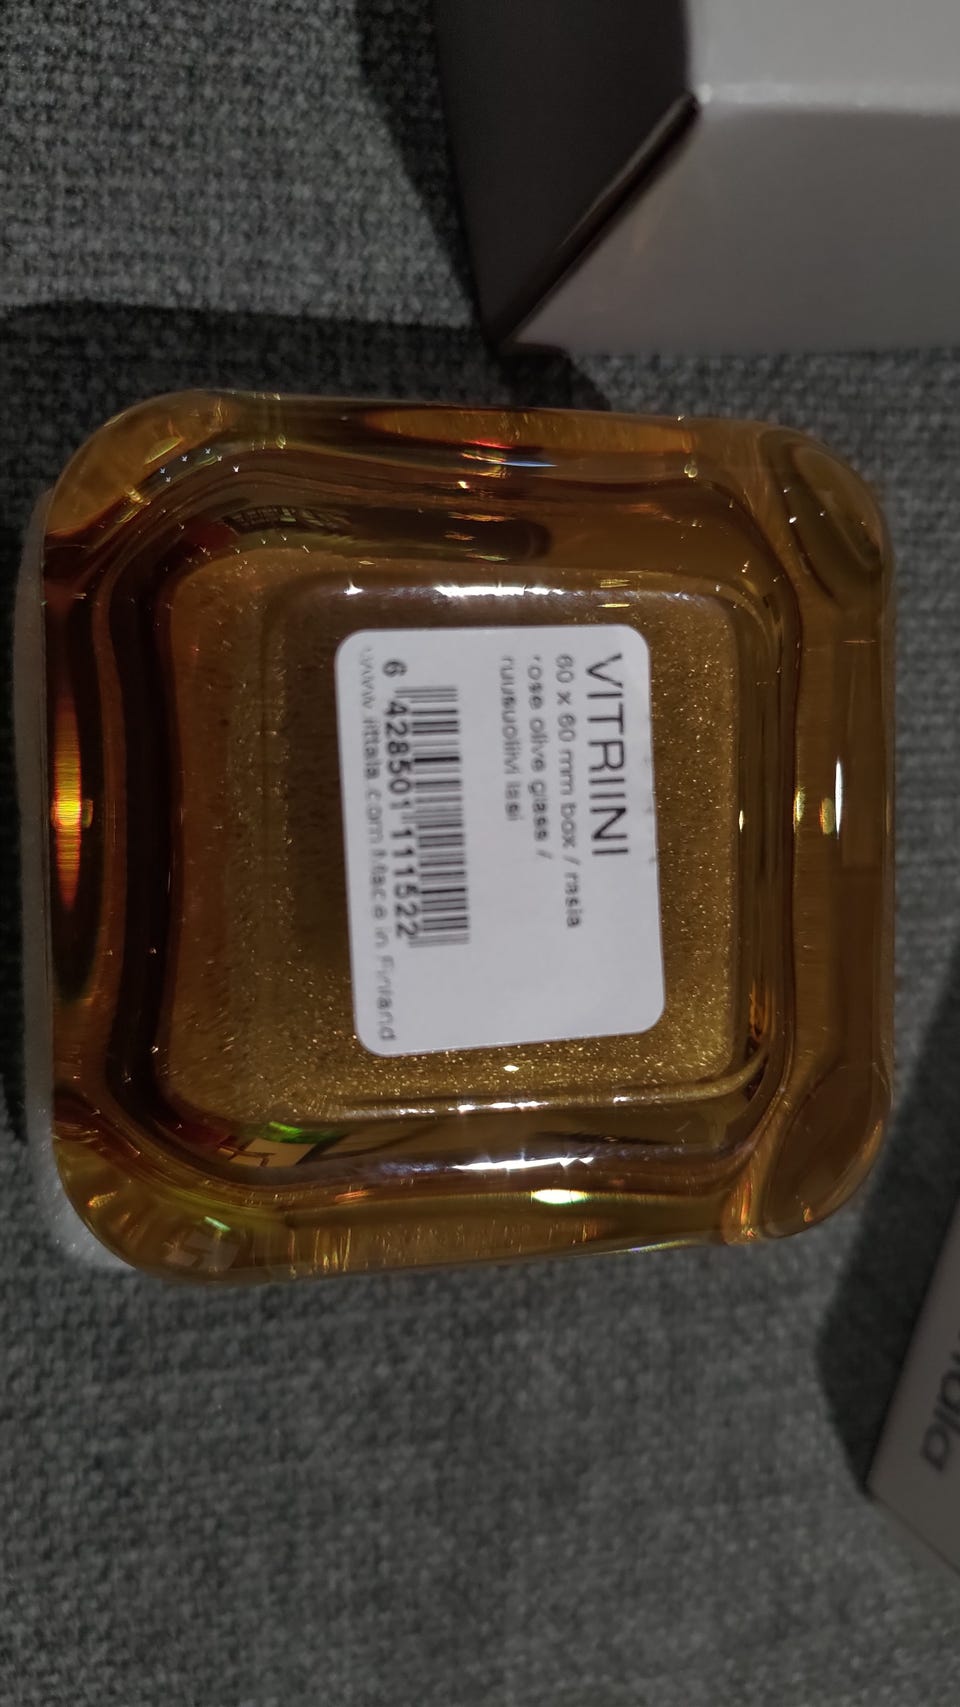 VITRIINI
60 x 60 mm box / rasia
rose olive glass /
ruusuoliivi lasi
6 428501 111522
www.iittala.com Made in Finland